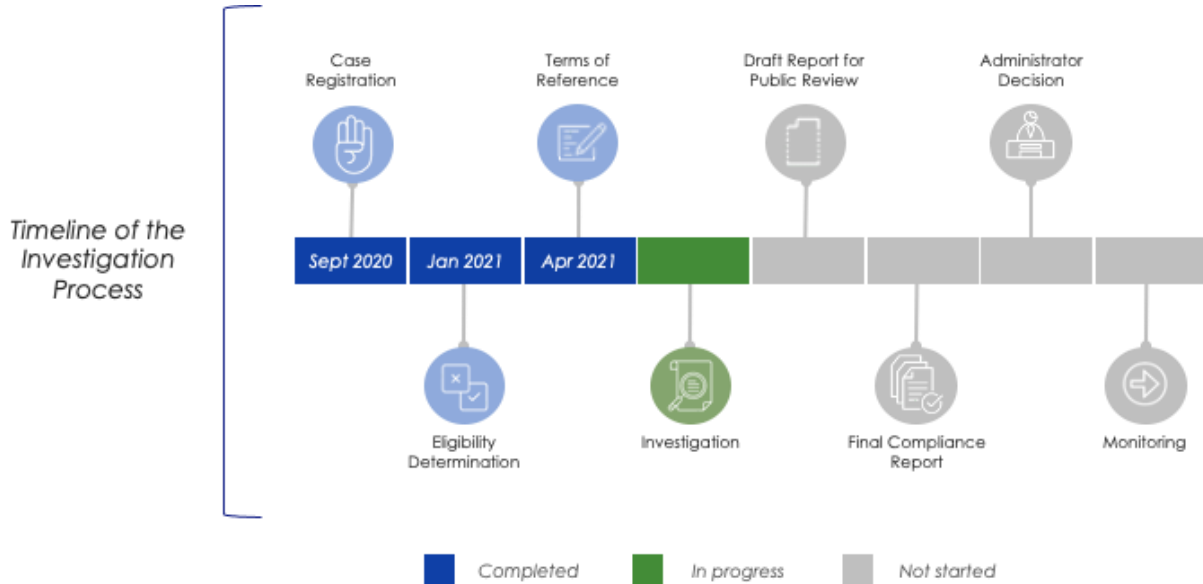 Case
Registration
Terms of
Reference
Draft Report for
Public Review
Administrator
Decision
Timeline of the
Investigation
Process
Sept 2020
Jan 2021
Apr 2021
Eligibility
Determination
Investigation
Final Compliance
Report
Monitoring
Completed
In progress
Not started